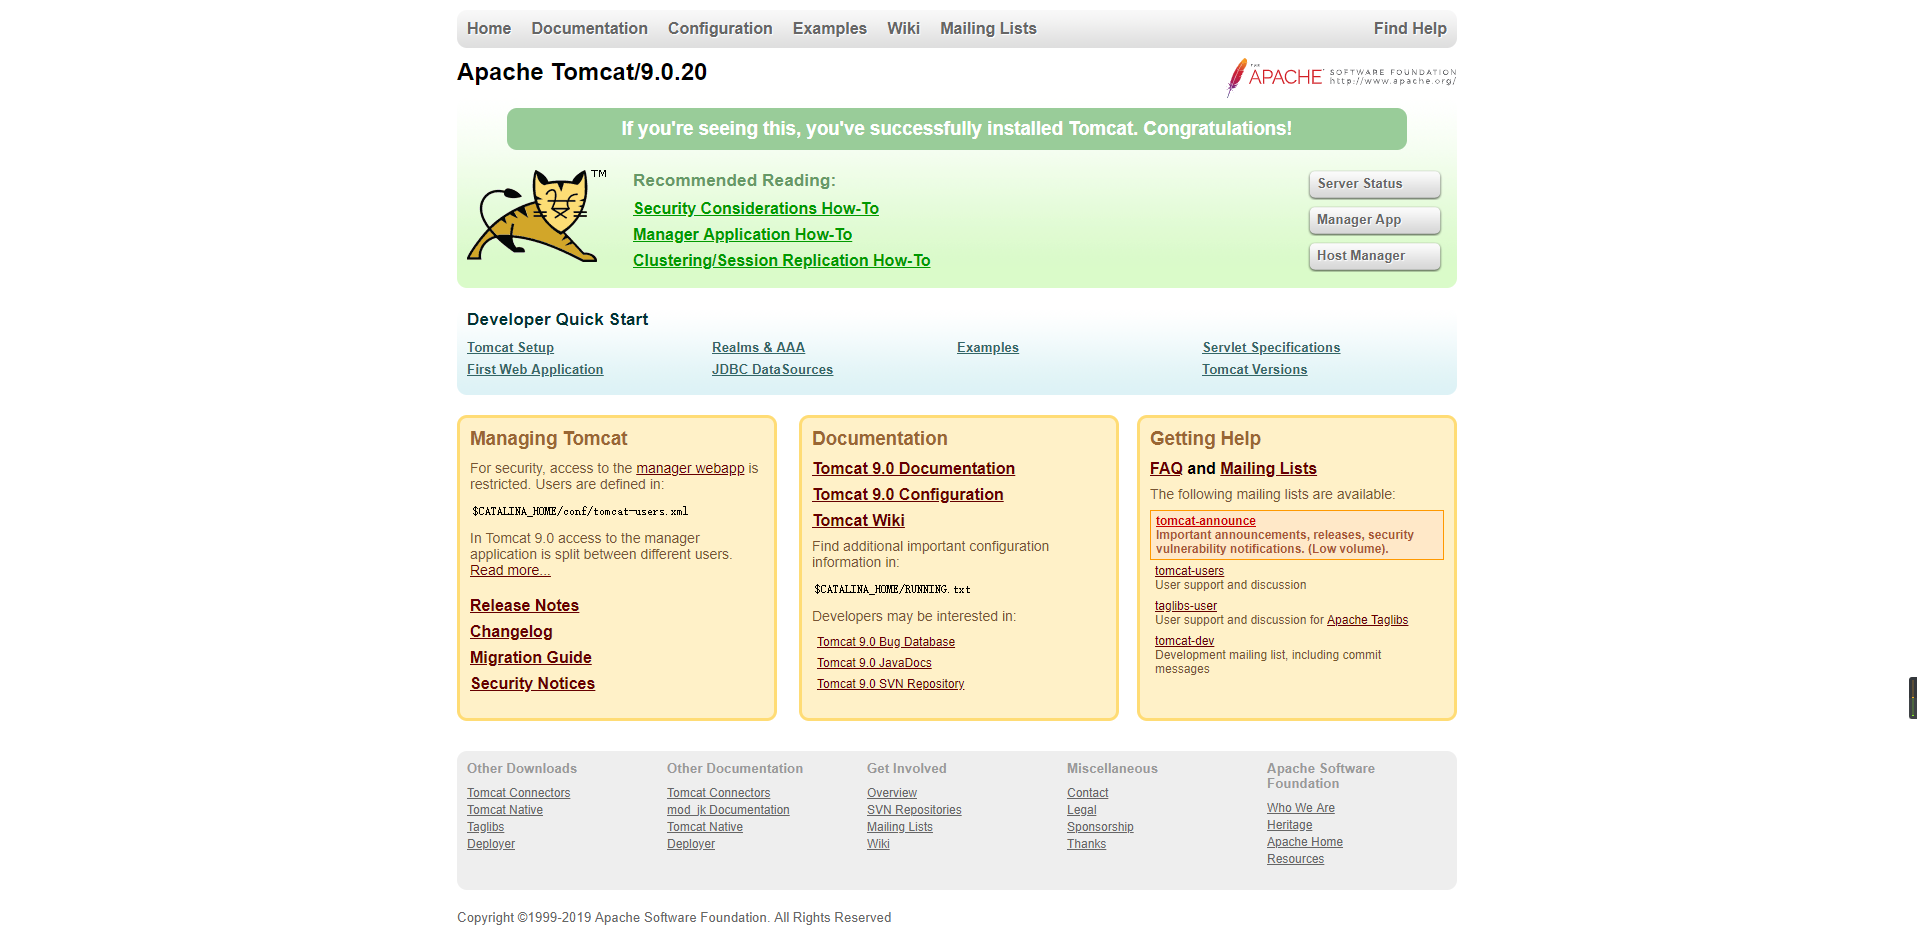 Home Documentation Configuration Examples Wiki Mailing Lists Find Help
Apache Tomcat/9.0.20
THE APACHE SOFTWARE FOUNDATION
http://www.apache.org/
If you're seeing this, you've successfully installed Tomcat. Congratulations!
TM
Recommended Reading:
Security Considerations How-To
Manager Application How-To
Clustering/Session Replication How-To
Server Status
Manager App
Host Manager
Developer Quick Start
Tomcat Setup
First Web Application
Realms & AAA
JDBC DataSources
Examples
Servlet Specifications
Tomcat Versions
Managing Tomcat
For security, access to the manager webapp is
restricted. Users are defined in:
$CATALINA_HOME/conf/tomcat-users.xml
In Tomcat 9.0 access to the manager
application is split between different users.
Read more...
Release Notes
Changelog
Migration Guide
Security Notices
Documentation
Tomcat 9.0 Documentation
Tomcat 9.0 Configuration
Tomcat Wiki
Find additional important configuration
information in:
$CATALINA_HOME/RUNNING.txt
Developers may be interested in:
Tomcat 9.0 Bug Database
Tomcat 9.0 JavaDocs
Tomcat 9.0 SVN Repository
Getting Help
FAQ and Mailing Lists
The following mailing lists are available:
tomcat-announce
Important announcements, releases, security
vulnerability notifications. (Low volume).
tomcat-users
User support and discussion
taglibs-user
User support and discussion for Apache Taglibs
tomcat-dev
Development mailing list, including commit
messages
Other Downloads
Tomcat Connectors
Tomcat Native
Taglibs
Deployer
Other Documentation
Tomcat Connectors
mod_jk Documentation
Tomcat Native
Deployer
Get Involved
Overview
SVN Repositories
Mailing Lists
Wiki
Miscellaneous
Contact
Legal
Sponsorship
Thanks
Apache Software
Foundation
Who We Are
Heritage
Apache Home
Resources
Copyright ©1999-2019 Apache Software Foundation. All Rights Reserved